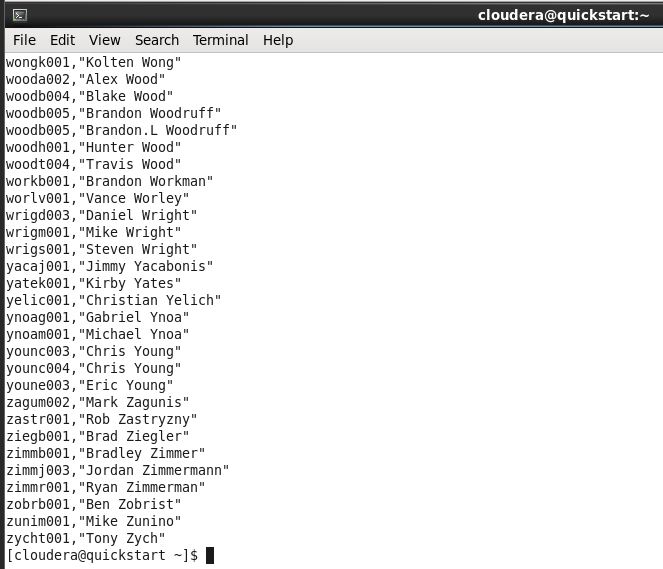 cloudera@quickstart:~
File Edit View Search Terminal Help
wongk001,"Kolten Wong"
wooda002,"Alex Wood"
woodb004,"Blake Wood"
woodb005,"Brandon Woodruff"
woodb005,"Brandon.L Woodruff"
woodh001,"Hunter Wood"
woodt004,"Travis Wood"
workb001,"Brandon Workman"
worlv001,"Vance Worley"
wrigd003,"Daniel Wright"
wrigm001,"Mike Wright"
wrigs001,"Steven Wright"
yacaj001,"Jimmy Yacabonis"
yatek001,"Kirby Yates"
yelic001,"Christian Yelich"
ynoag001,"Gabriel Ynoa"
ynoam001,"Michael Ynoa"
younc003,"Chris Young"
younc004,"Chris Young"
youne003,"Eric Young"
zagum002,"Mark Zagunis"
zastr001,"Rob Zastryzny"
ziegb001,"Brad Ziegler"
zimmb001,"Bradley Zimmer"
zimmj003,"Jordan Zimmermann"
zimmr001,"Ryan Zimmerman"
zobrb001,"Ben Zobrist"
zunim001,"Mike Zunino"
zycht001,"Tony Zych"
[cloudera@quickstart ~]$